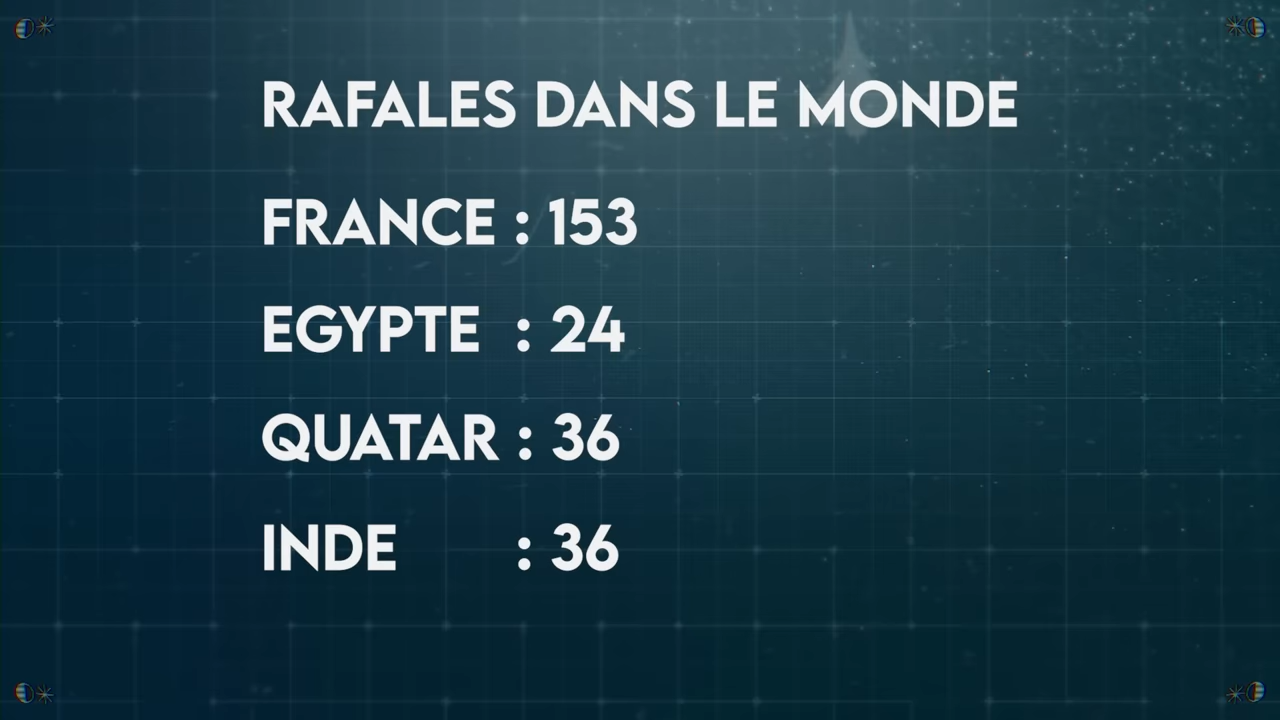 RAFALES DANS LE MONDE
FRANCE : 153
EGYPTE : 24
QUATAR : 36
INDE : 36